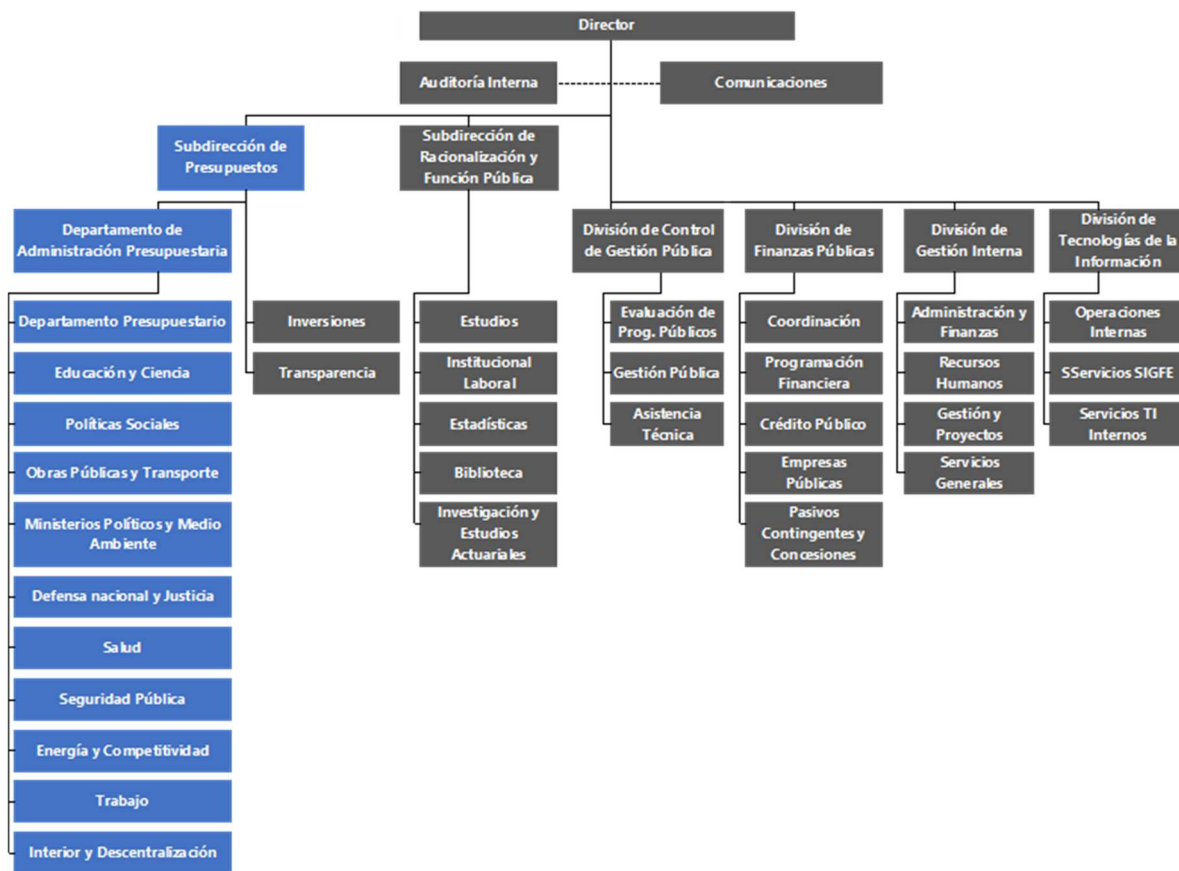 Director
Auditoría Interna
Comunicaciones
Subdirección de
Presupuestos
Subdirección de
Racionalización y
Función Pública
Departamento de
Administración Presupuestaria
División de Control
de Gestión Pública
División de
Finanzas Públicas
División de
Gestión Interna
División de
Tecnologías de la
Información
Departamento Presupuestario
Educación y Ciencia
Políticas Sociales
Obras Públicas y Transporte
Ministerios Políticos y Medio
Ambiente
Defensa nacional y Justicia
Salud
Seguridad Pública
Energía y Competitividad
Trabajo
Interior y Descentralización
Inversiones
Transparencia
Estudios
Institucional
Laboral
Estadísticas
Biblioteca
Investigación y
Estudios
Actuariales
Evaluación de
Prog. Públicos
Gestión Pública
Asistencia
Técnica
Coordinación
Programación
Financiera
Crédito Público
Empresas
Públicas
Pasivos
Contingentes y
Concesiones
Administración y
Finanzas
Recursos
Humanos
Gestión y
Proyectos
Servicios
Generales
Operaciones
Internas
SServicios SIGFE
Servicios TI
Internos